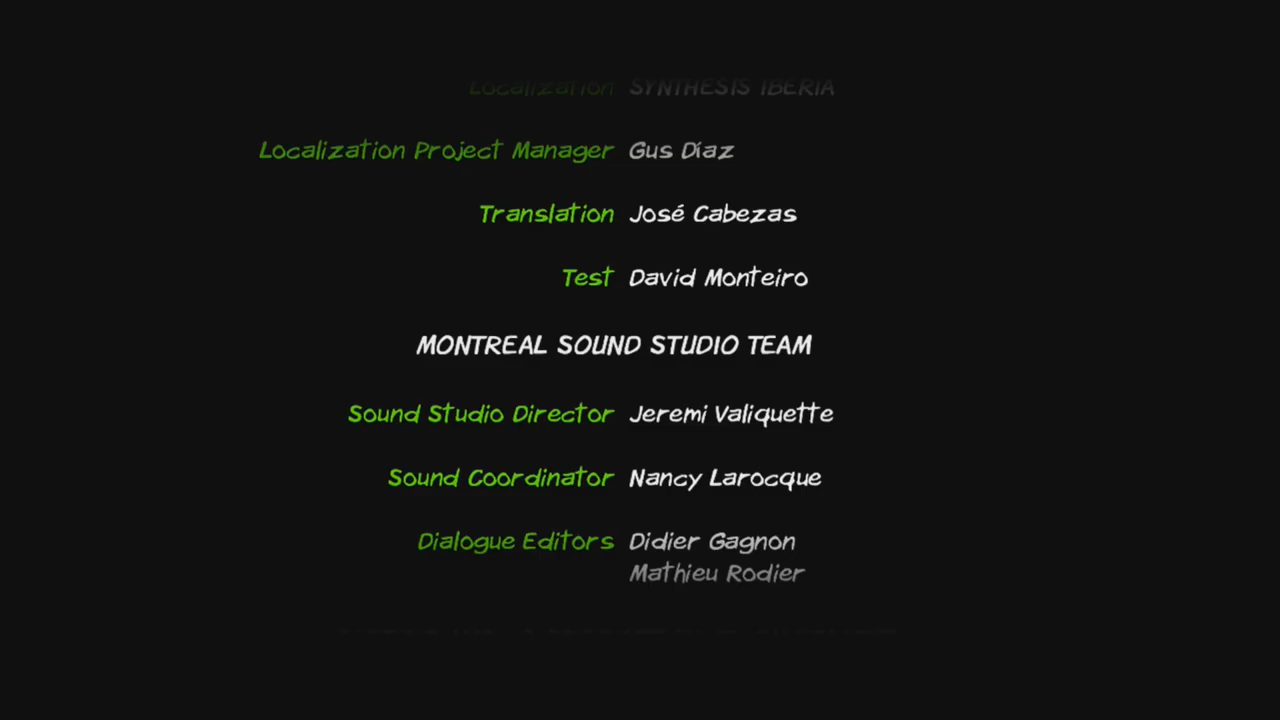 Localization SYNTHESIS IBERIA
Localization Project Manager Gus Díaz
Translation José Cabezas
Test David Monteiro
MONTREAL SOUND STUDIO TEAM
Sound Studio Director Jeremi Valiquette
Sound Coordinator Nancy Larocque
Dialogue Editors Didier Gagnon
Mathieu Rodier